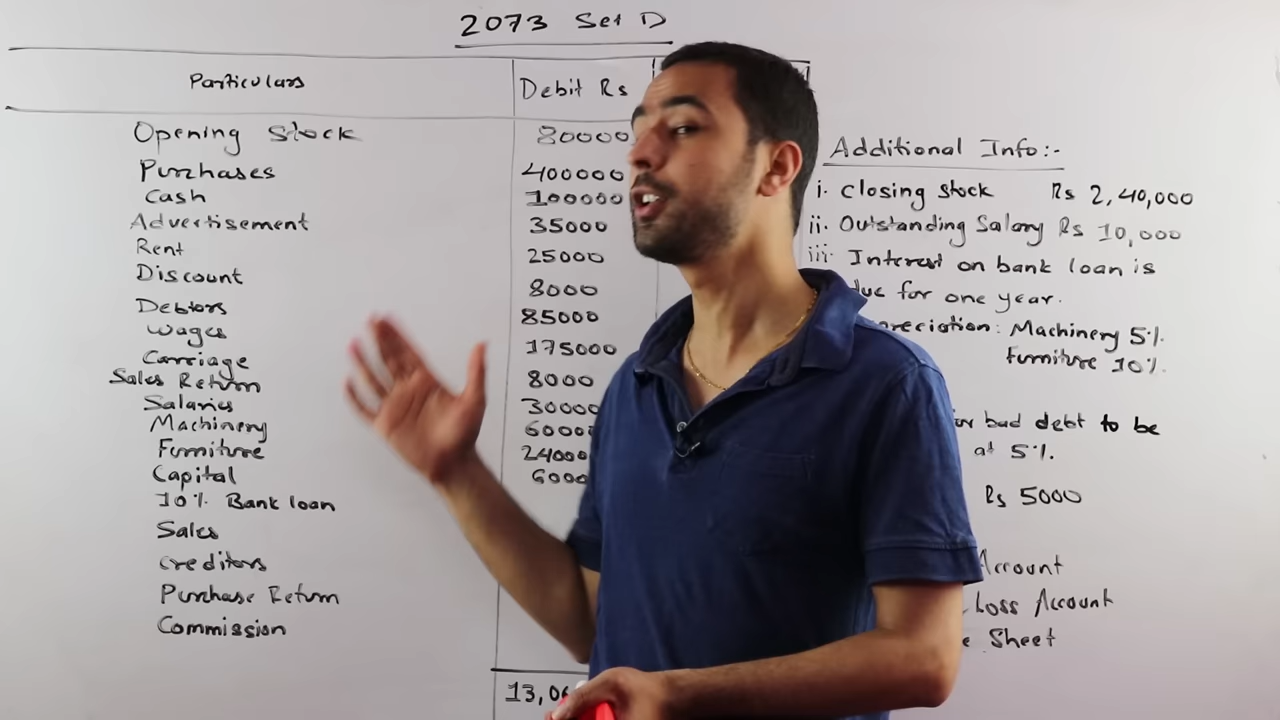 2073 Set D
Particulars Debit Rs
Opening Stock 80000
Purchases 400000
Cash 100000
Advertisement 35000
Rent 25000
Discount 8000
Debtors 85000
Wages 175000
Carriage 8000
Sales Return 30000
Salaries
Machinery
Furniture
Capital
10% Bank loan
Sales
Creditors
Purchase Return
Commission
Additional Info:-
i. Closing stock Rs 2,40,000
ii. Outstanding Salary Rs 10,000
iii. Interest on bank loan is
for one year.
Machinery 5%.
Furniture 10%.
bad debt to be
at 5%.
Rs 5000
Account
Loss Account
Sheet